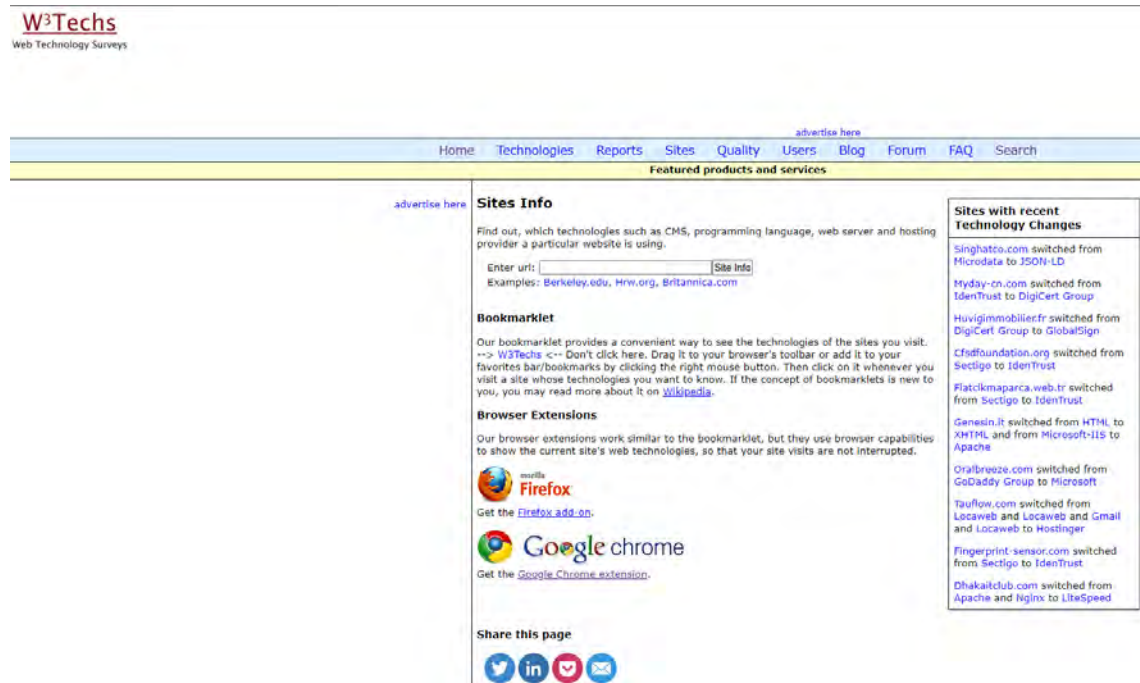 W³Techs
Web Technology Surveys
advertise here
Home Technologies Reports Sites Quality Users Blog Forum FAQ Search
Featured products and services
advertise here
Sites Info
Find out, which technologies such as CMS, programming language, web server and hosting
provider a particular website is using.
Enter url: Site Info
Examples: Berkeley.edu, Hrw.org, Britannica.com
Bookmarklet
Our bookmarklet provides a convenient way to see the technologies of the sites you visit.
--> W3Techs <-- Don't click here. Drag it to your browser's toolbar or add it to your
favorites bar/bookmarks by clicking the right mouse button. Then click on it whenever you
visit a site whose technologies you want to know. If the concept of bookmarklets is new to
you, you may read more about it on Wikipedia.
Browser Extensions
Our browser extensions work similar to the bookmarklet, but they use browser capabilities
to show the current site's web technologies, so that your site visits are not interrupted.
mozilla
Firefox
Get the Firefox add-on.
Google chrome
Get the Google Chrome extension.
Share this page
in
Sites with recent
Technology Changes
Singhatco.com switched from
Microdata to JSON-LD
Myday-cn.com switched from
IdenTrust to DigiCert Group
Huvigimmobilier.fr switched from
DigiCert Group to GlobalSign
Cfsdfoundation.org switched from
Sectigo to IdenTrust
Fiatcikmaparca.web.tr switched
from Sectigo to IdenTrust
Genesin.it switched from HTML to
XHTML and from Microsoft-IIS to
Apache
Oralbreeze.com switched from
GoDaddy Group to Microsoft
Tauflow.com switched from
Locaweb and Locaweb and Gmail
and Locaweb to Hostinger
Fingerprint-sensor.com switched
from Sectigo to IdenTrust
Dhakaitclub.com switched from
Apache and Nginx to LiteSpeed